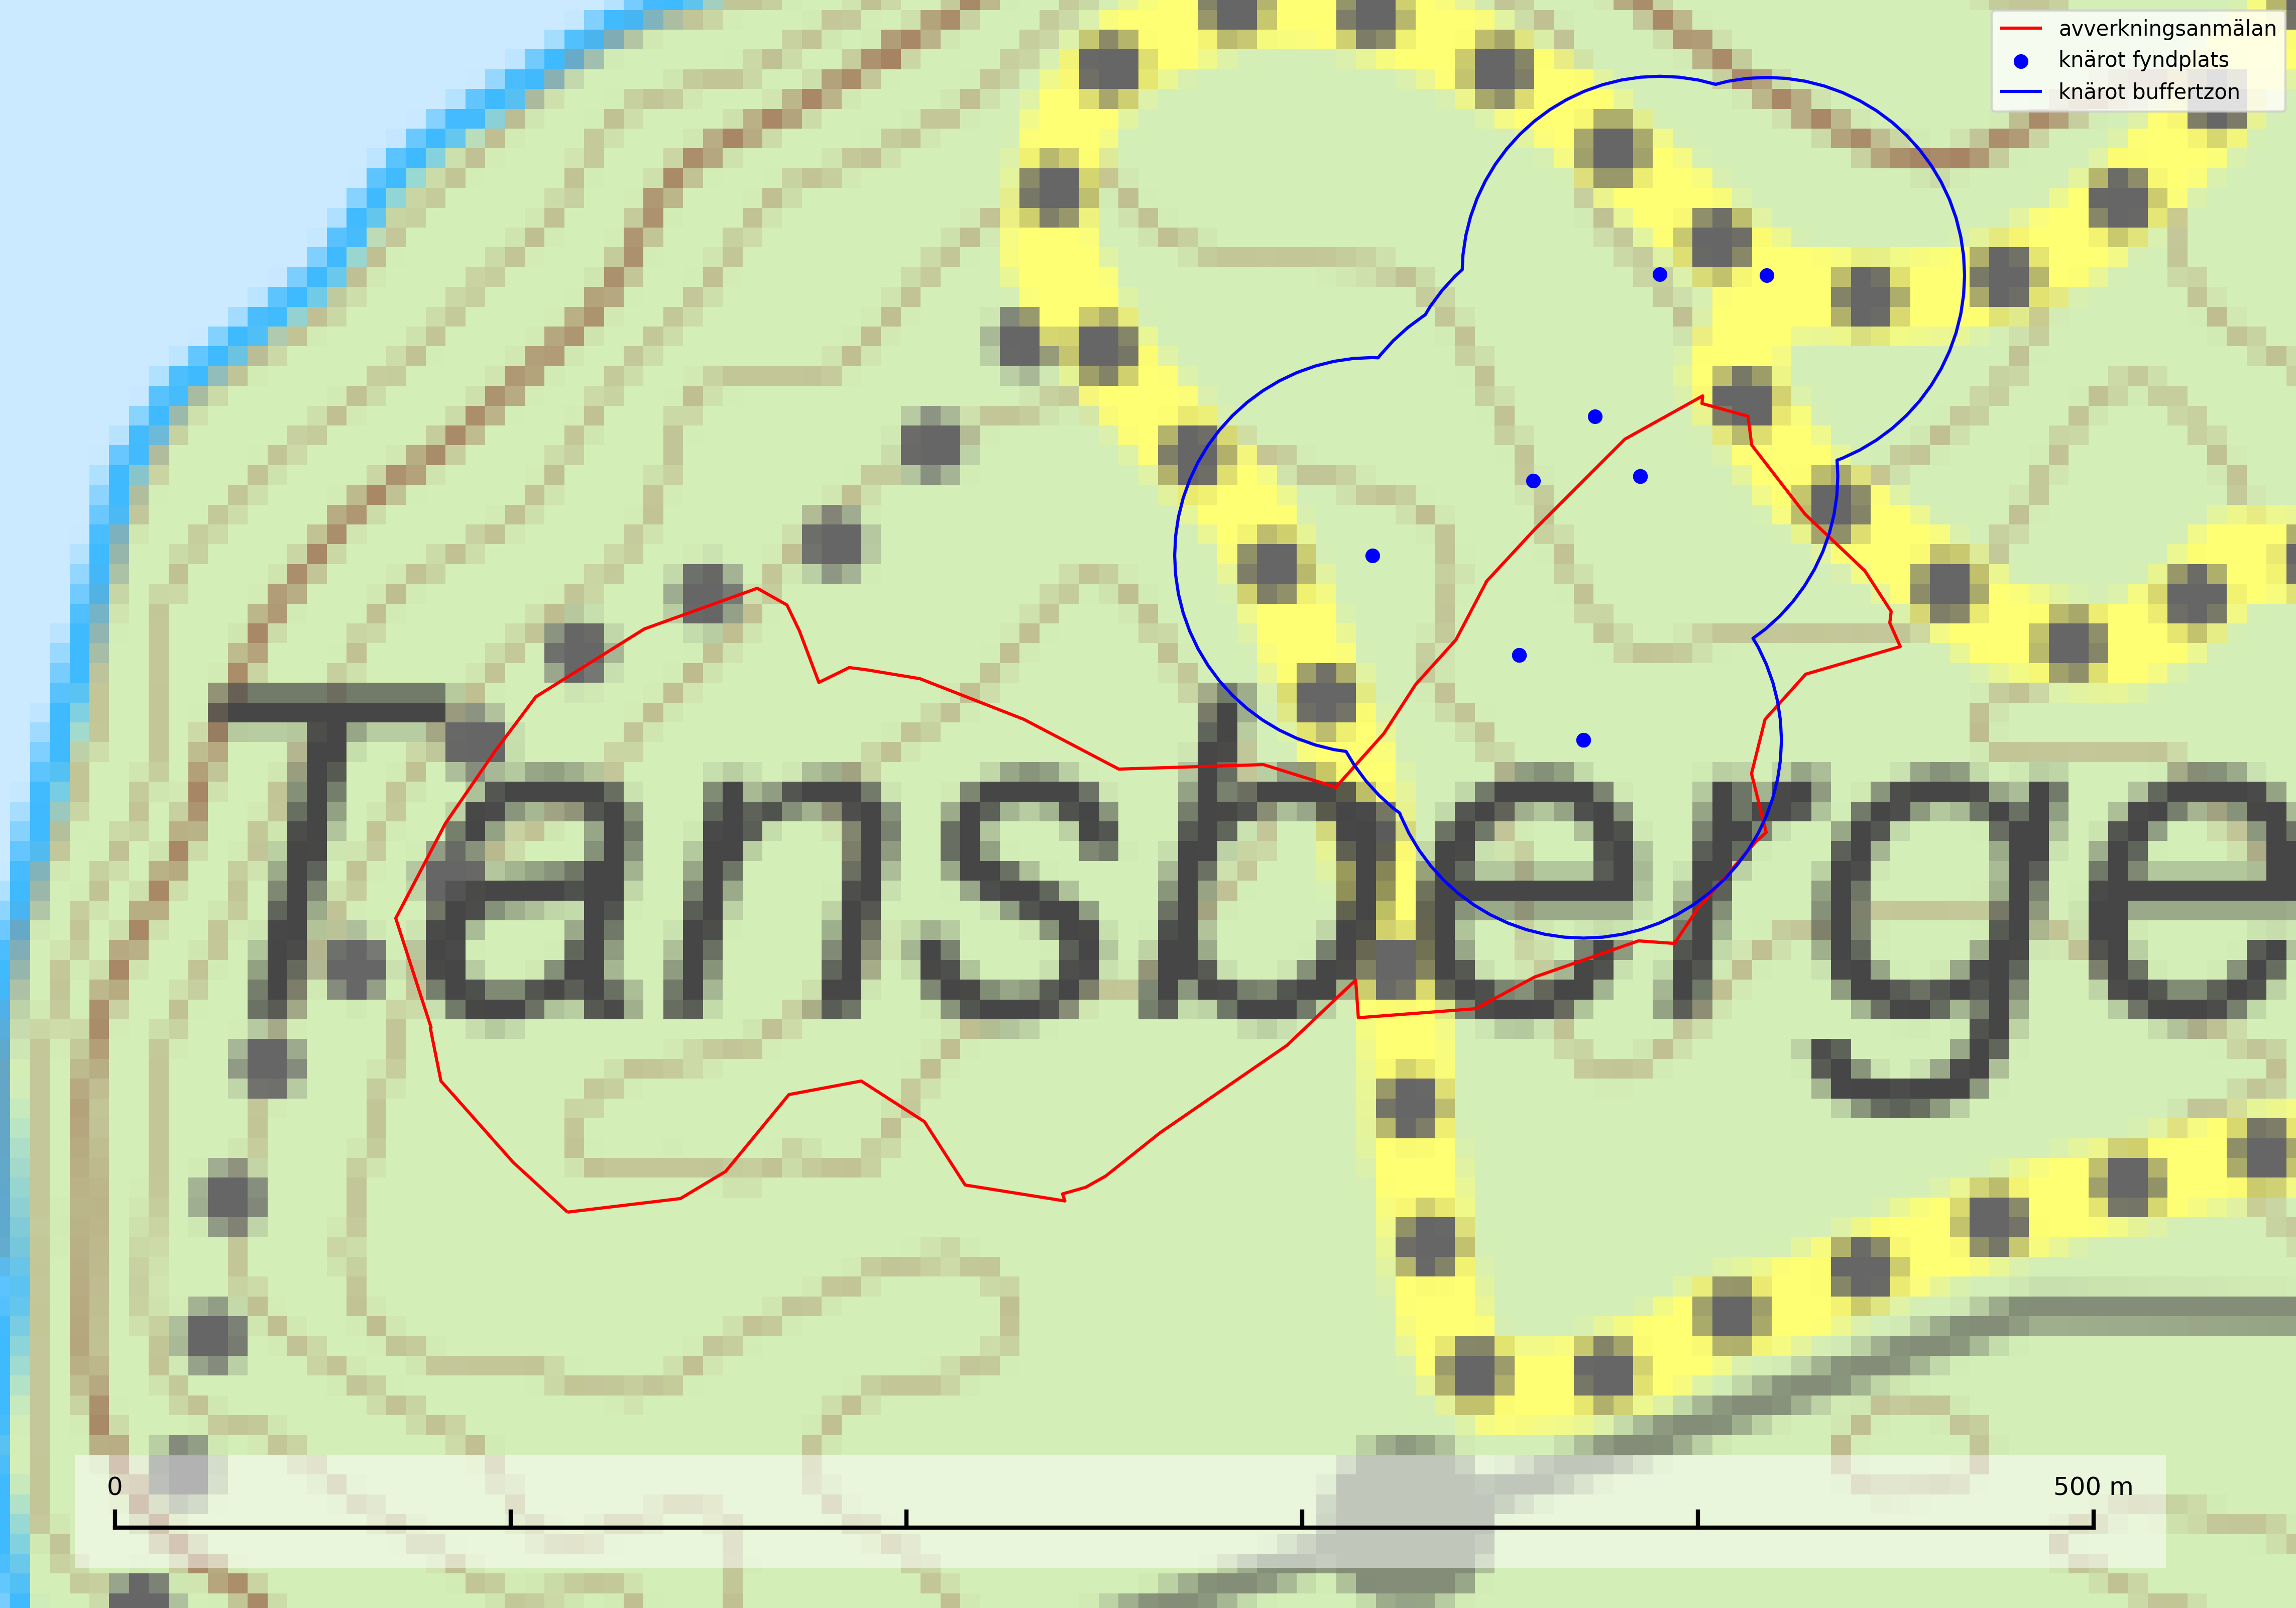 avverkningsanmälan
knärot fyndplats
knärot buffertzon
Tansberge
0 500 m